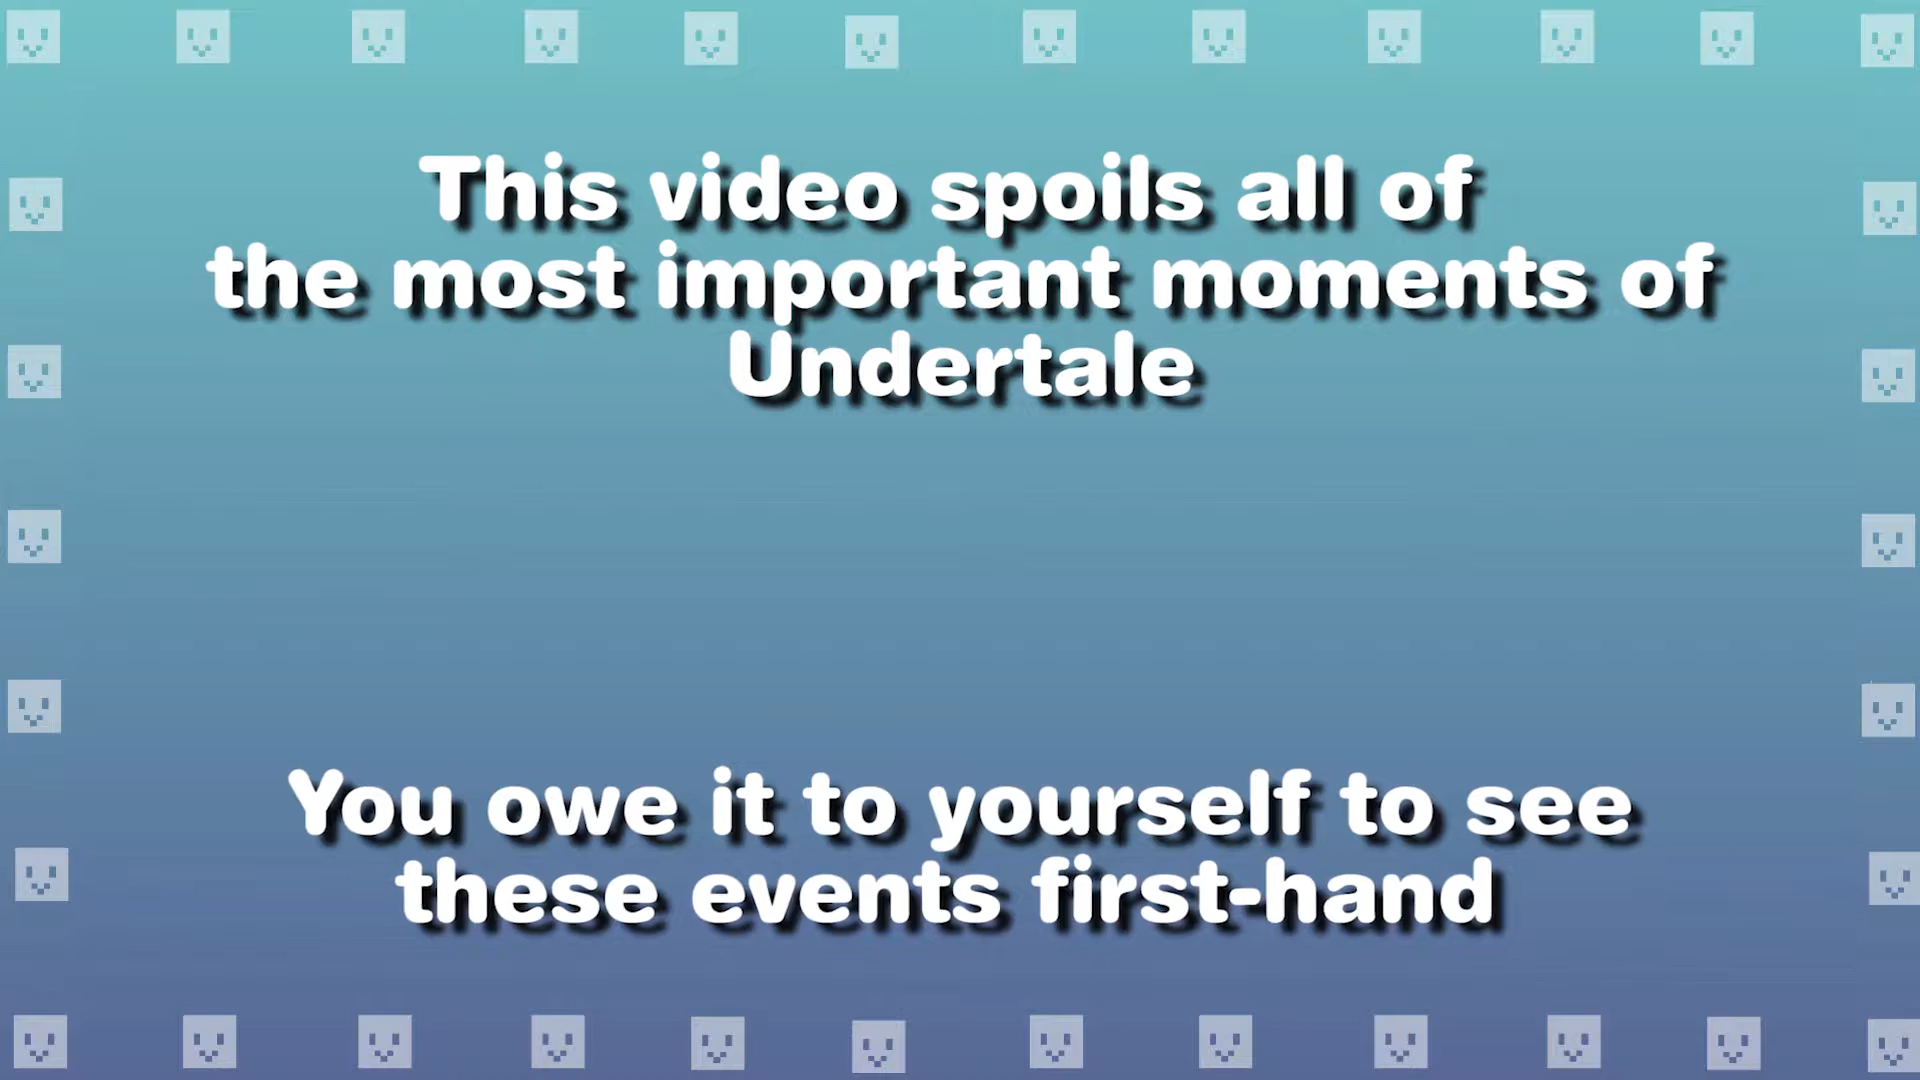 This video spoils all of
the most important moments of
Undertale
You owe it to yourself to see
these events first-hand